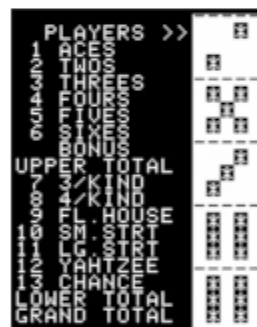 PLAYERS >>
1 ACES
2 TWOS
3 THREES
4 FOURS
5 FIVES
6 SIXES
BONUS
UPPER TOTAL
7 3/KIND
8 4/KIND
9 FL.HOUSE
10 SM.STRT
11 LG.STRT
12 YAHTZEE
13 CHANCE
LOWER TOTAL
GRAND TOTAL